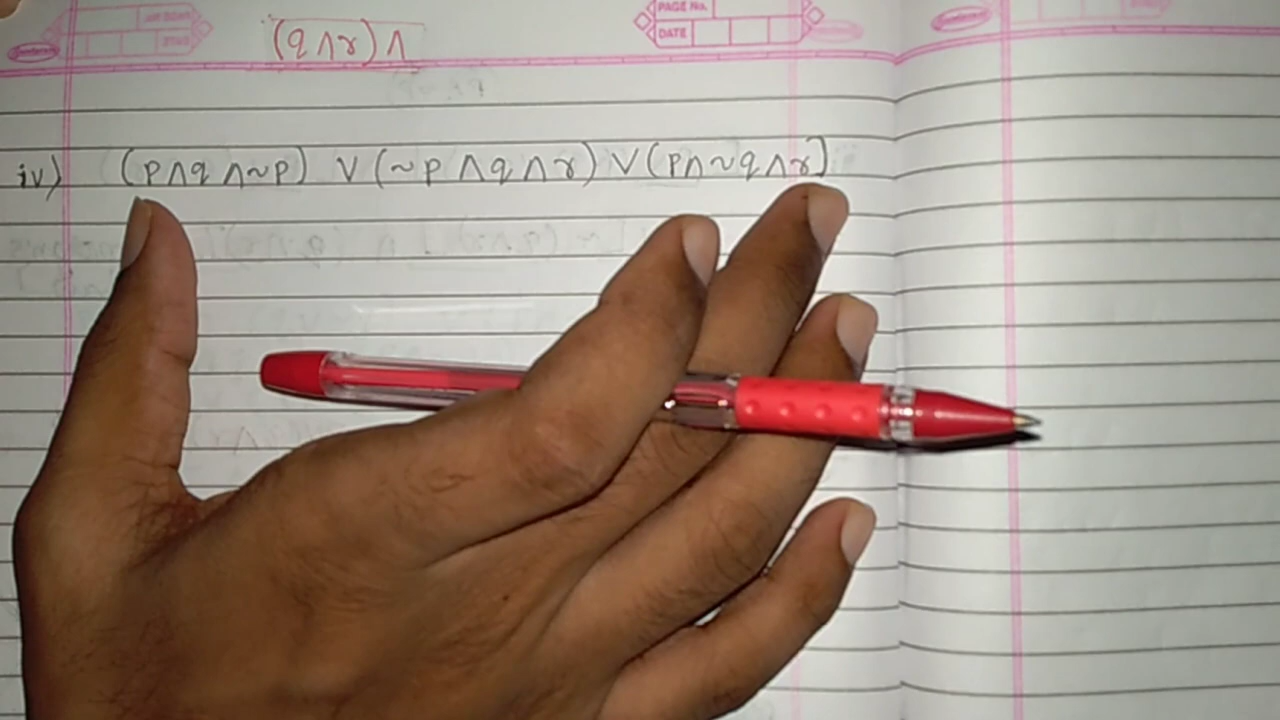 PAGE No.
DATE
(q∧r)∧
iv) (p∧q∧~p) ∨ (~p∧q∧r) ∨ (p∧~q∧r]